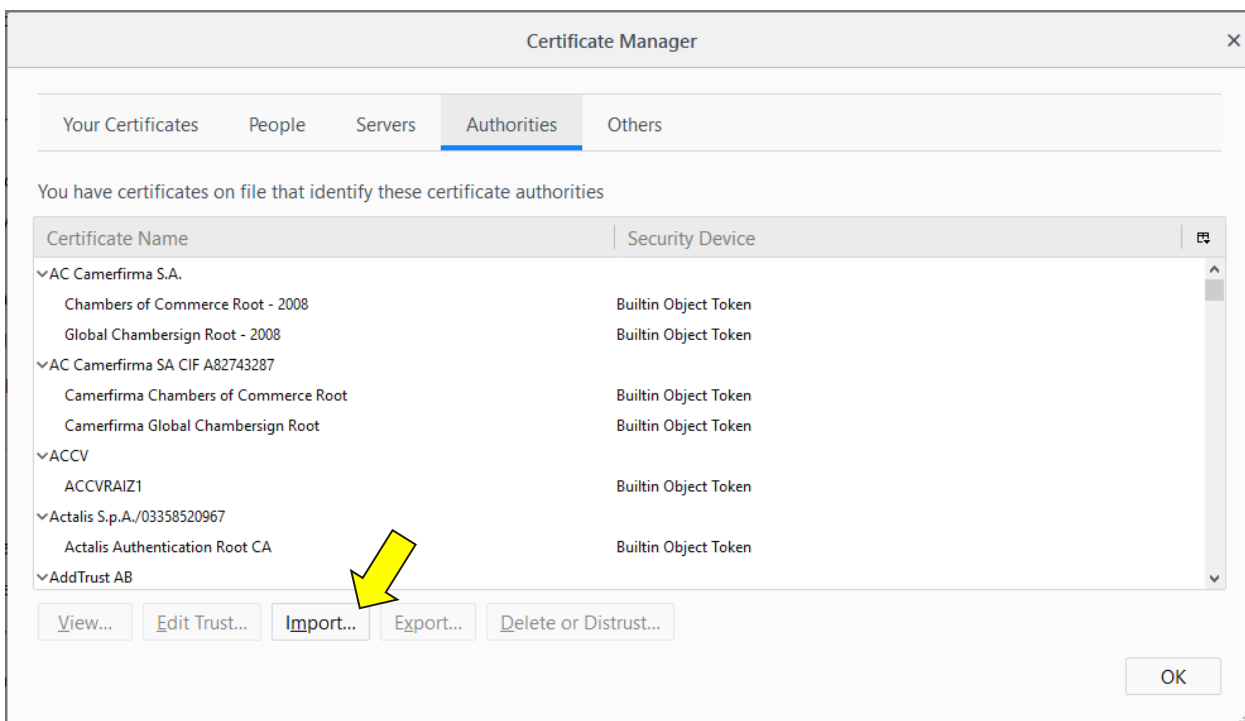 Certificate Manager
Your Certificates People Servers Authorities Others
You have certificates on file that identify these certificate authorities
Certificate Name Security Device
AC Camerfirma S.A.
Chambers of Commerce Root - 2008 Builtin Object Token
Global Chambersign Root - 2008 Builtin Object Token
AC Camerfirma SA CIF A82743287
Camerfirma Chambers of Commerce Root Builtin Object Token
Camerfirma Global Chambersign Root Builtin Object Token
ACCV
ACCVRAIZ1 Builtin Object Token
Actalis S.p.A./03358520967
Actalis Authentication Root CA Builtin Object Token
AddTrust AB
View... Edit Trust... Import... Export... Delete or Distrust...
OK